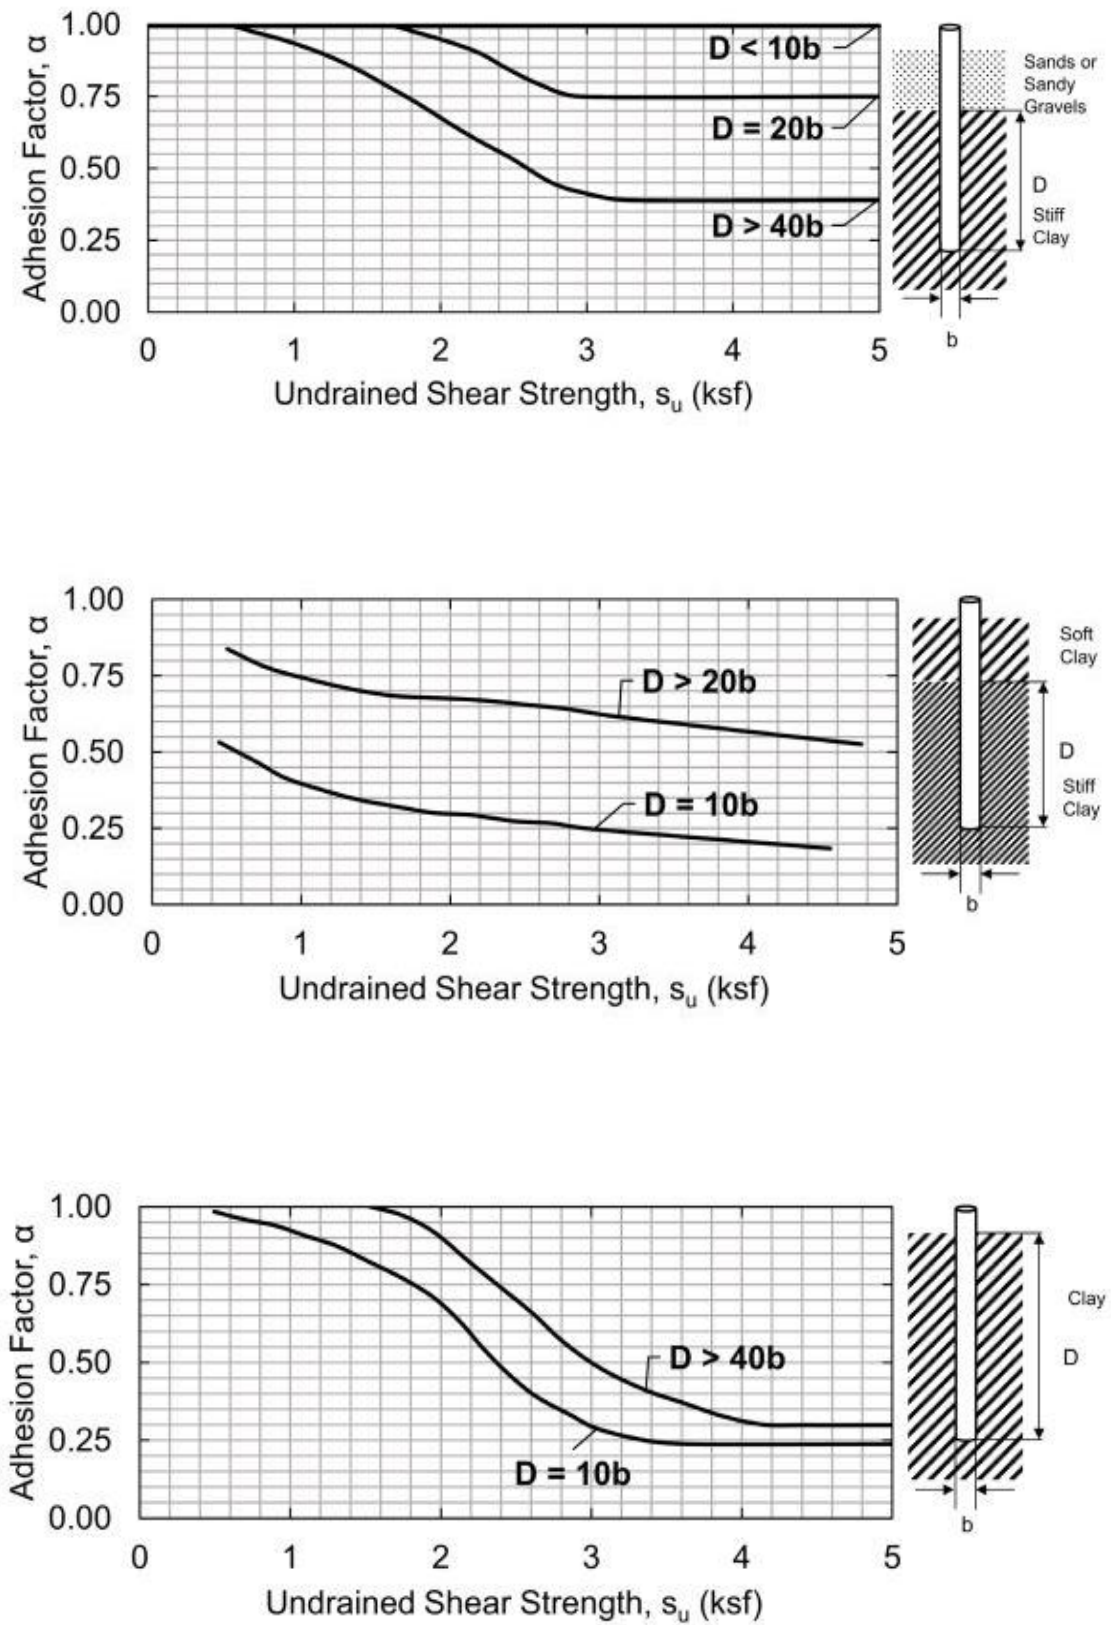 Adhesion Factor, α
1.00
0.75
0.50
0.25
0.00
D < 10b
D = 20b
D > 40b
0 1 2 3 4 5
Undrained Shear Strength, su (ksf)
Sands or
Sandy
Gravels
D
Stiff
Clay
b
Adhesion Factor, α
1.00
0.75
0.50
0.25
0.00
D > 20b
D = 10b
0 1 2 3 4 5
Undrained Shear Strength, su (ksf)
Soft
Clay
D
Stiff
Clay
b
Adhesion Factor, α
1.00
0.75
0.50
0.25
0.00
D > 40b
D = 10b
0 1 2 3 4 5
Undrained Shear Strength, su (ksf)
Clay
D
b